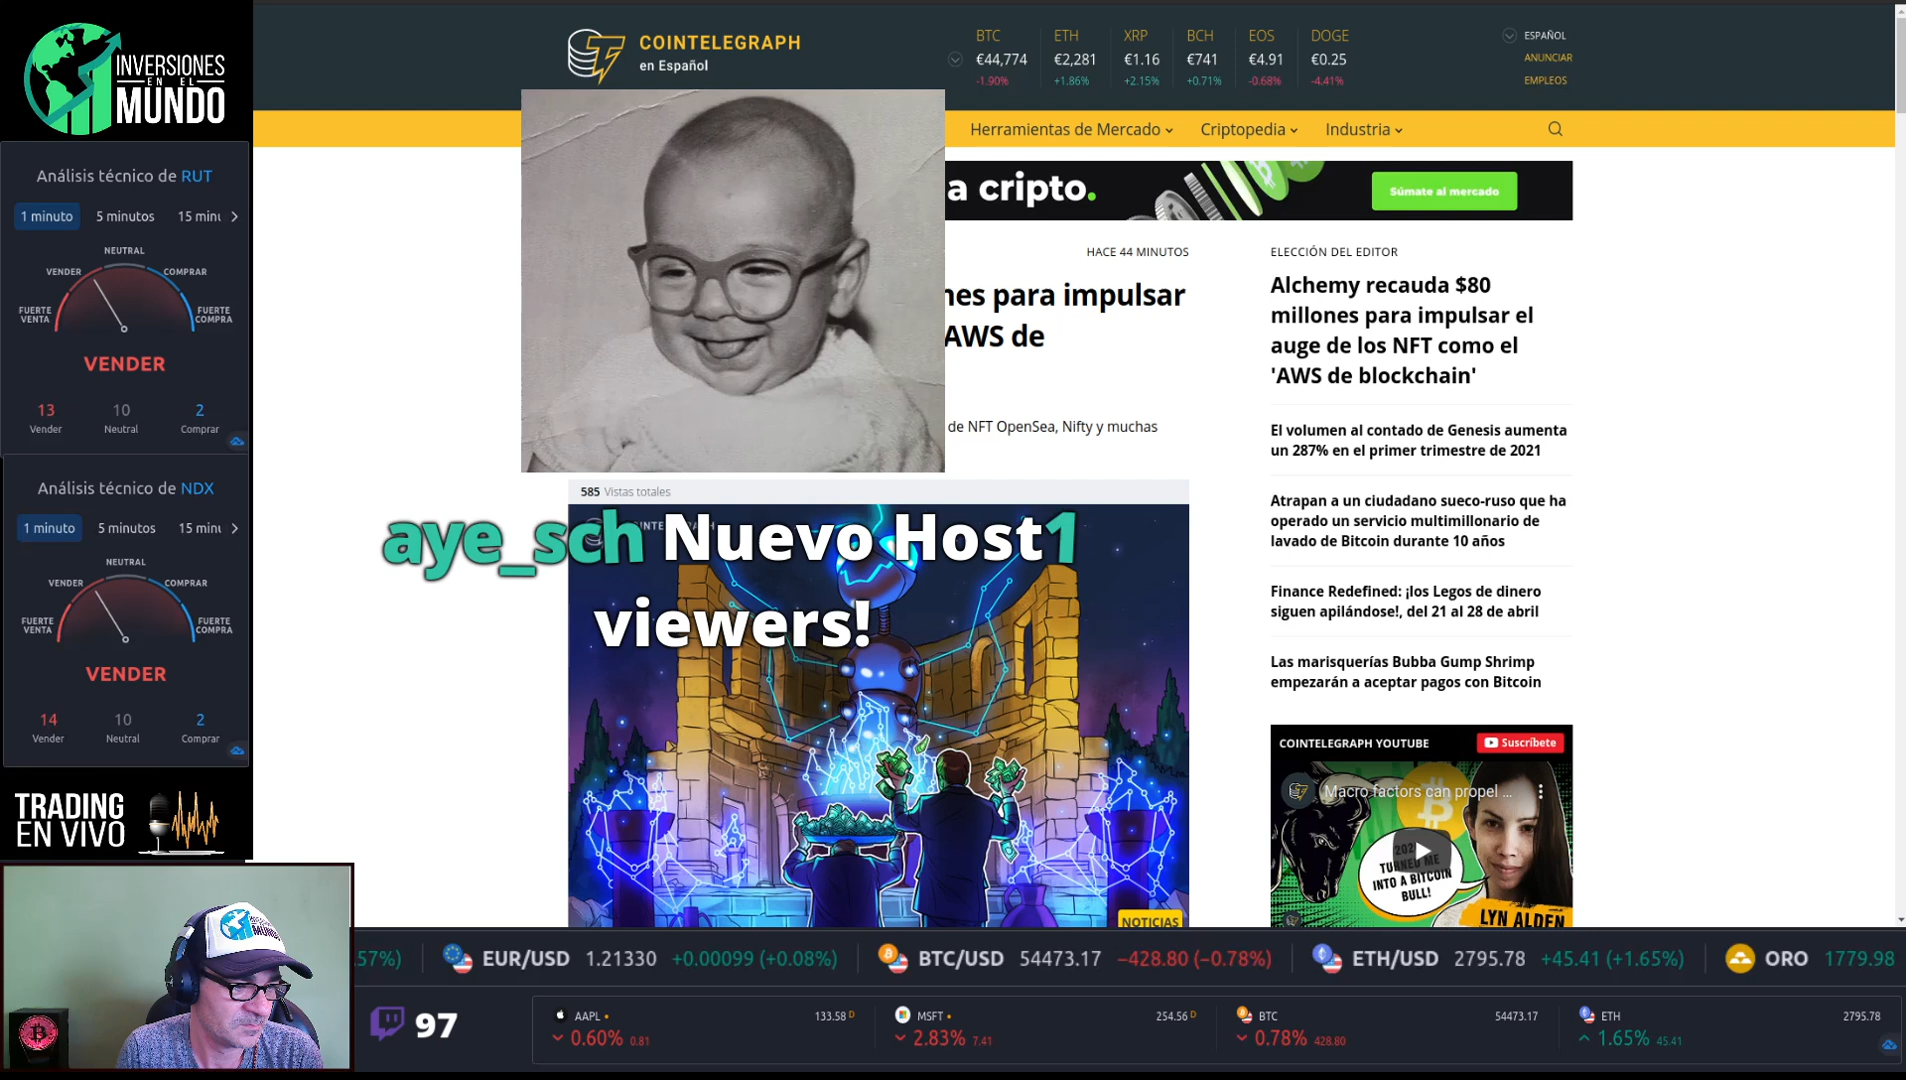 INVERSIONES
EN EL
MUNDO
Análisis técnico de RUT
1 minuto 5 minutos 15 minu
NEUTRAL
VENDER COMPRAR
FUERTE VENTA FUERTE COMPRA
VENDER
13 10 2
Vender Neutral Comprar
Análisis técnico de NDX
1 minuto 5 minutos 15 minu
NEUTRAL
VENDER COMPRAR
FUERTE VENTA FUERTE COMPRA
VENDER
14 10 2
Vender Neutral Comprar
TRADING
EN VIVO
COINTELEGRAPH
en Español
BTC ETH XRP BCH EOS DOGE
€44,774 €2,281 €1.16 €741 €4.91 €0.25
-1.90% +1.86% +2.15% +0.71% -0.68% -4.41%
ESPAÑOL
ANUNCIAR
EMPLEOS
Herramientas de Mercado Criptopedia Industria
a cripto.
Súmate al mercado
HACE 44 MINUTOS
nes para impulsar
AWS de
de NFT OpenSea, Nifty y muchas
585 Vistas totales
aye_sch Nuevo Host1
viewers!
NOTICIAS
ELECCIÓN DEL EDITOR
Alchemy recauda $80
millones para impulsar el
auge de los NFT como el
'AWS de blockchain'
El volumen al contado de Genesis aumenta
un 287% en el primer trimestre de 2021
Atrapan a un ciudadano sueco-ruso que ha
operado un servicio multimillonario de
lavado de Bitcoin durante 10 años
Finance Redefined: ¡los Legos de dinero
siguen apilándose!, del 21 al 28 de abril
Las marisquerías Bubba Gump Shrimp
empezarán a aceptar pagos con Bitcoin
COINTELEGRAPH YOUTUBE Suscríbete
Macro factors can propel ...
TURNED ME
INTO A BITCOIN
BULL!
LYN ALDEN
.57%) EUR/USD 1.21330 +0.00099 (+0.08%) BTC/USD 54473.17 −428.80 (−0.78%) ETH/USD 2795.78 +45.41 (+1.65%) ORO 1779.98
97
AAPL 133.58 D MSFT 254.56 D BTC 54473.17 ETH 2795.78
0.60% 0.81 2.83% 7.41 0.78% 428.80 1.65% 45.41